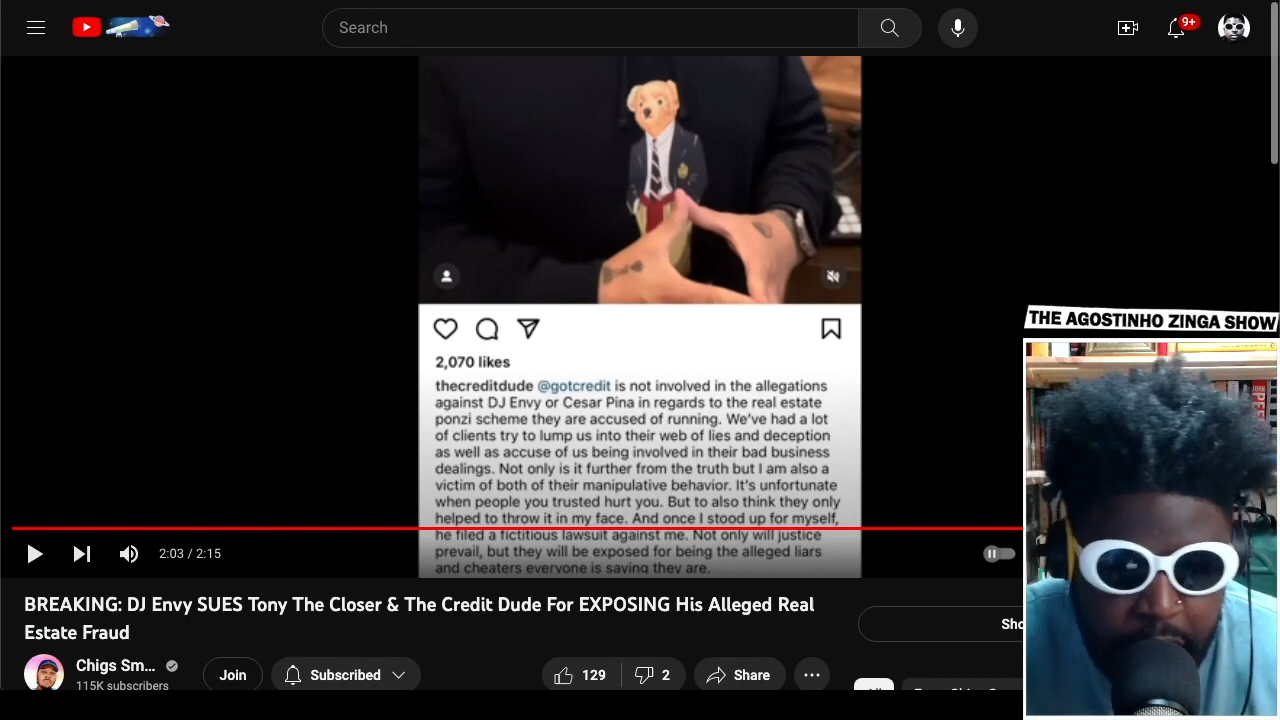 Search
9+
2,070 likes
thecreditdude @gotcredit is not involved in the allegations
against DJ Envy or Cesar Pina in regards to the real estate
ponzi scheme they are accused of running. We've had a lot
of clients try to lump us into their web of lies and deception
as well as accuse of us being involved in their bad business
dealings. Not only is it further from the truth but I am also a
victim of both of their manipulative behavior. It's unfortunate
when people you trusted hurt you. But to also think they only
helped to throw it in my face. And once I stood up for myself,
he filed a fictitious lawsuit against me. Not only will justice
prevail, but they will be exposed for being the alleged liars
and cheaters everyone is saying they are.
THE AGOSTINHO ZINGA SHOW
2:03 / 2:15
BREAKING: DJ Envy SUES Tony The Closer & The Credit Dude For EXPOSING His Alleged Real
Estate Fraud
Sho
Chigs Sm...
115K subscribers
Join
Subscribed
129
2
Share